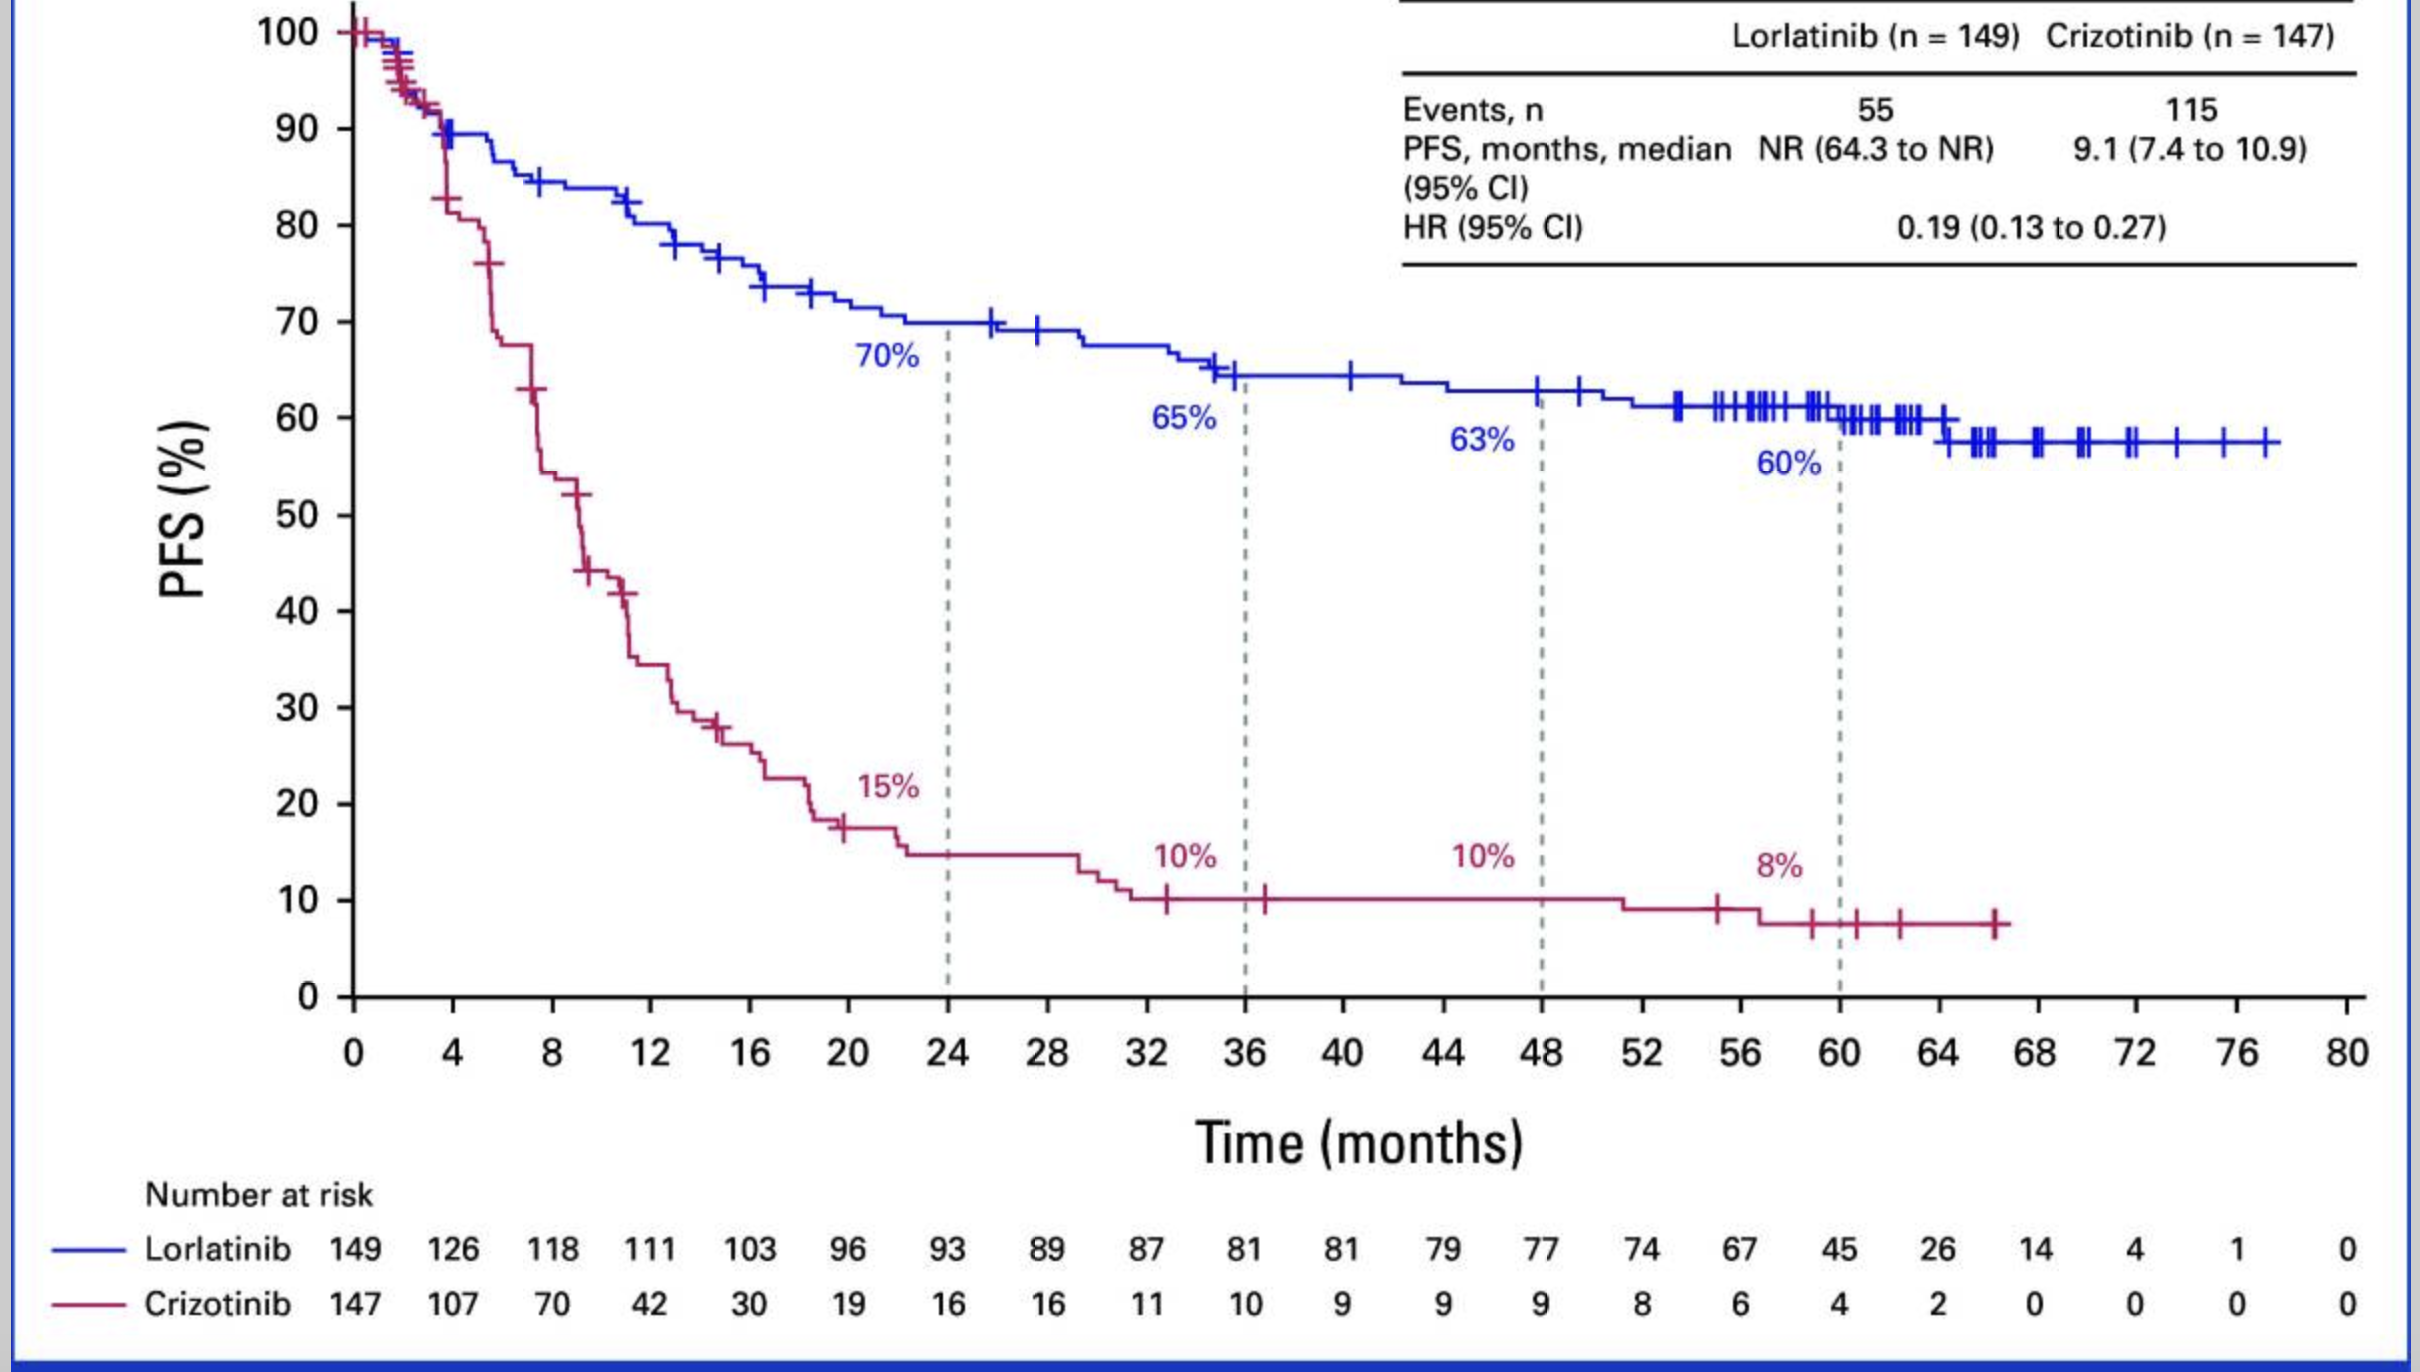 Lorlatinib (n = 149) Crizotinib (n = 147)
Events, n 55 115
PFS, months, median NR (64.3 to NR) 9.1 (7.4 to 10.9)
(95% CI)
HR (95% CI) 0.19 (0.13 to 0.27)
100
90
80
70
60
50
40
30
20
10
0
PFS (%)
70%
65%
63%
60%
15%
10%
10%
8%
0 4 8 12 16 20 24 28 32 36 40 44 48 52 56 60 64 68 72 76 80
Time (months)
Number at risk
Lorlatinib 149 126 118 111 103 96 93 89 87 81 81 79 77 74 67 45 26 14 4 1 0
Crizotinib 147 107 70 42 30 19 16 16 11 10 9 9 9 8 6 4 2 0 0 0 0